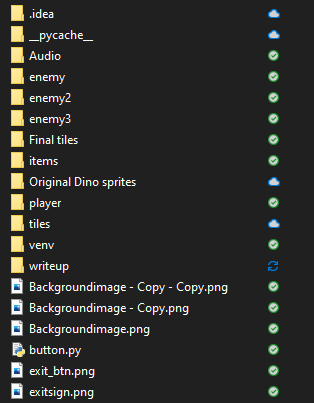 .idea
__pycache__
Audio
enemy
enemy2
enemy3
Final tiles
items
Original Dino sprites
player
tiles
venv
writeup
Backgroundimage - Copy - Copy.png
Backgroundimage - Copy.png
Backgroundimage.png
button.py
exit_btn.png
exitsign.png